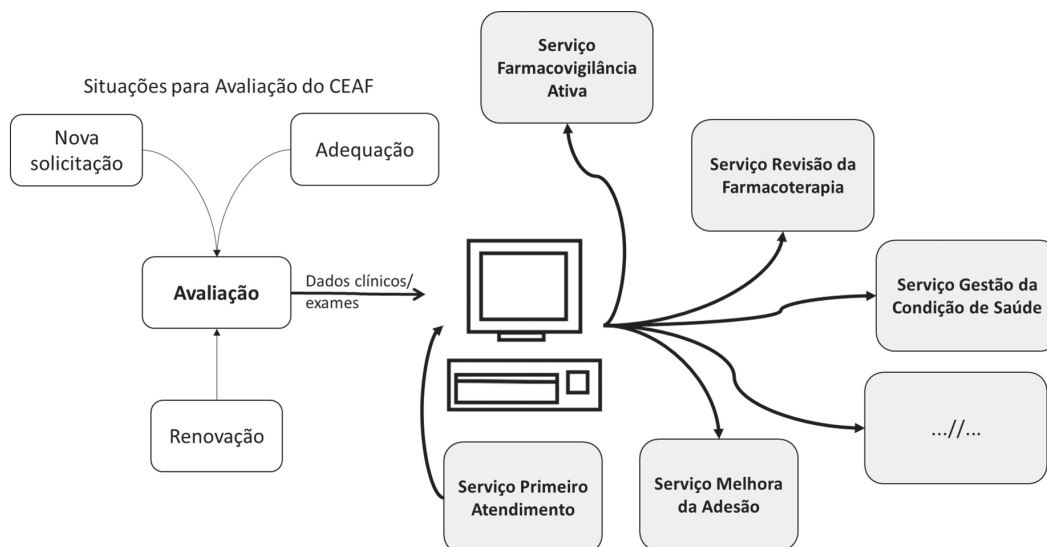 Serviço
Farmacovigilância
Ativa
Situações para Avaliação do CEAF
Nova
solicitação
Adequação
Serviço Revisão da
Farmacoterapia
Avaliação
Dados clínicos/
exames
Serviço Gestão da
Condição de Saúde
Renovação
...//...
Serviço Primeiro
Atendimento
Serviço Melhora
da Adesão